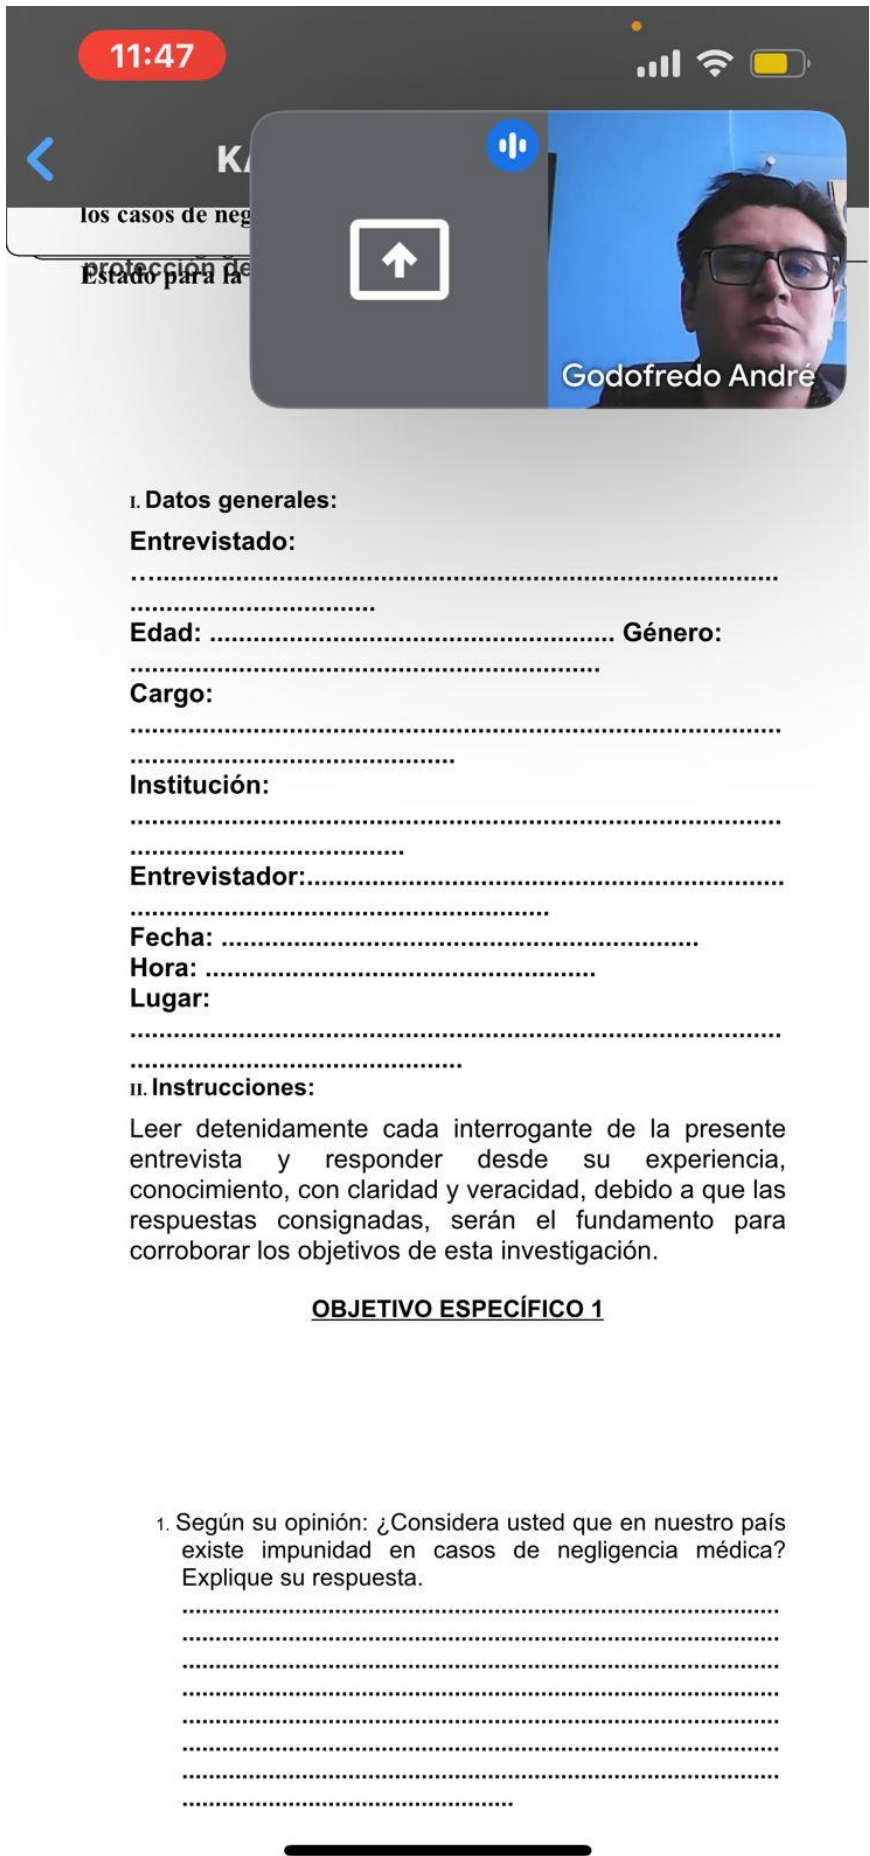 11:47
KA
los casos de neg
protección de
Estado para la
Godofredo André
I. Datos generales:
Entrevistado:
…......................................................................................
..................................
Edad: ........................................................ Género:
.................................................................
Cargo:
..........................................................................................
.............................................
Institución:
..........................................................................................
......................................
Entrevistador:..................................................................
..........................................................
Fecha: ..................................................................
Hora: ......................................................
Lugar:
..........................................................................................
..............................................
II. Instrucciones:
Leer detenidamente cada interrogante de la presente
entrevista y responder desde su experiencia,
conocimiento, con claridad y veracidad, debido a que las
respuestas consignadas, serán el fundamento para
corroborar los objetivos de esta investigación.
OBJETIVO ESPECÍFICO 1
1. Según su opinión: ¿Considera usted que en nuestro país
existe impunidad en casos de negligencia médica?
Explique su respuesta.
..........................................................................................
..........................................................................................
..........................................................................................
..........................................................................................
..........................................................................................
..........................................................................................
..........................................................................................
..................................................